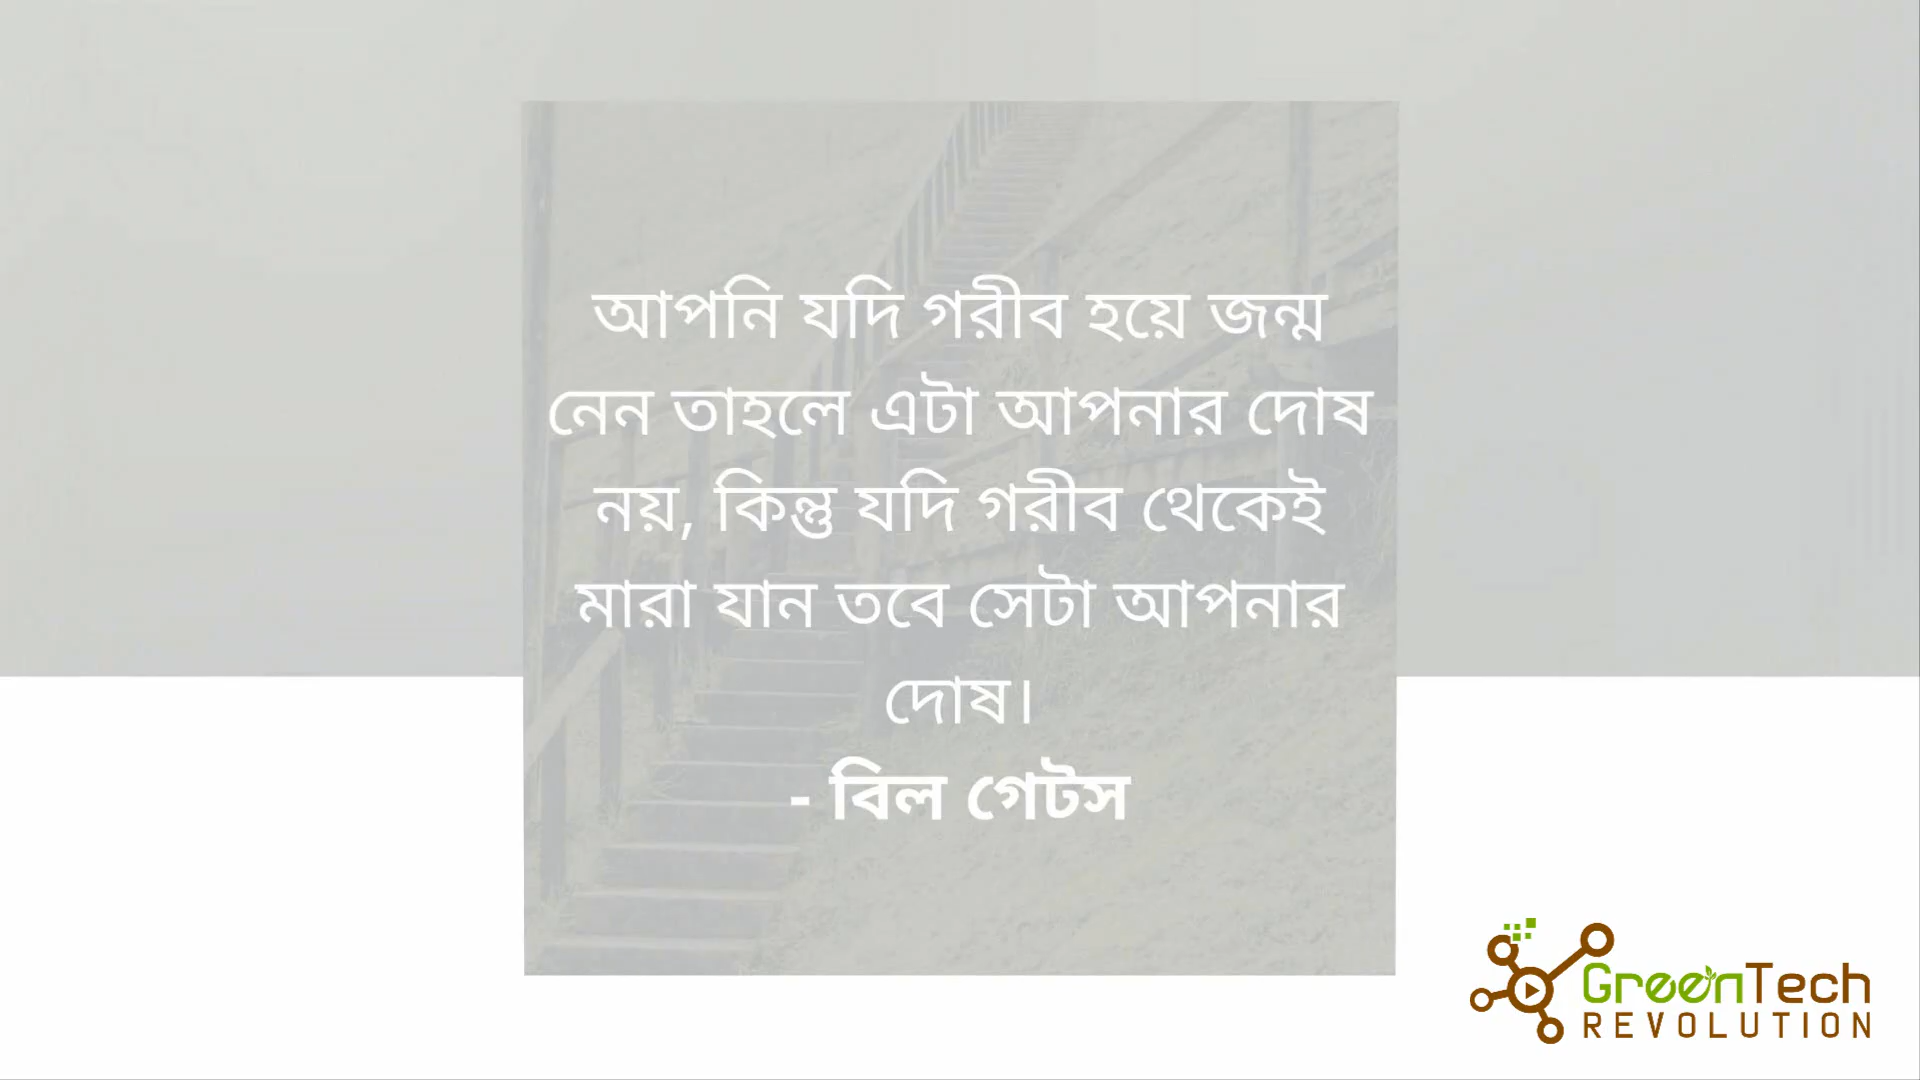 আপনি যদি গরীব হয়ে জন্ম
নেন তাহলে এটা আপনার দোষ
নয়, কিন্তু যদি গরীব থেকেই
মারা যান তবে সেটা আপনার
দোষ।
- বিল গেটস
GreenTech
REVOLUTION